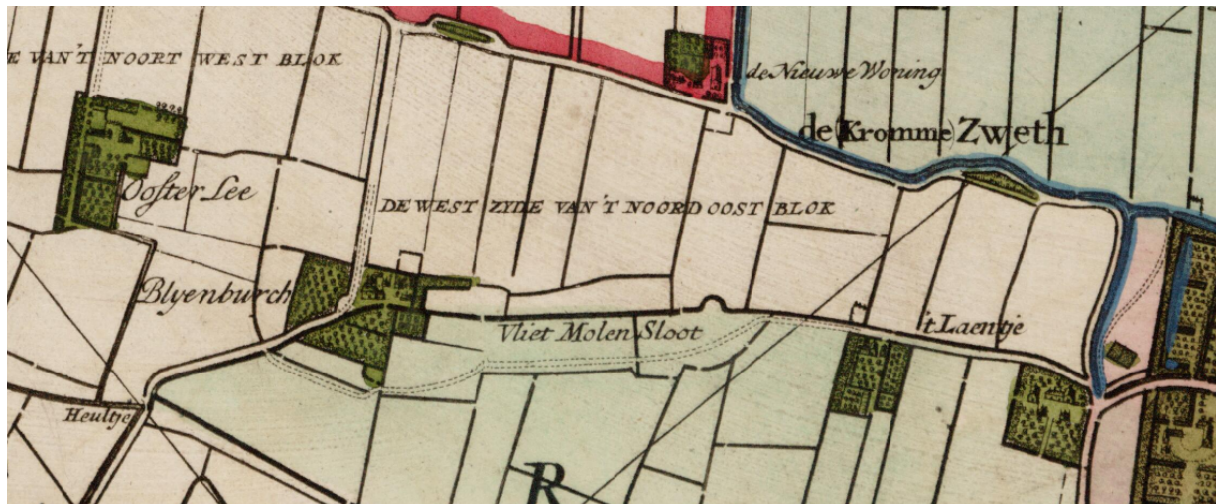 E VAN'T NOORT WEST BLOK
de Nieuwe Woning
de (Kromme) Zweth
Ooster Lee
DE WEST ZYDE VAN'T NOORD OOST BLOK
Blyenburch
Vliet Molen Sloot
't Laentje
Heultje
R